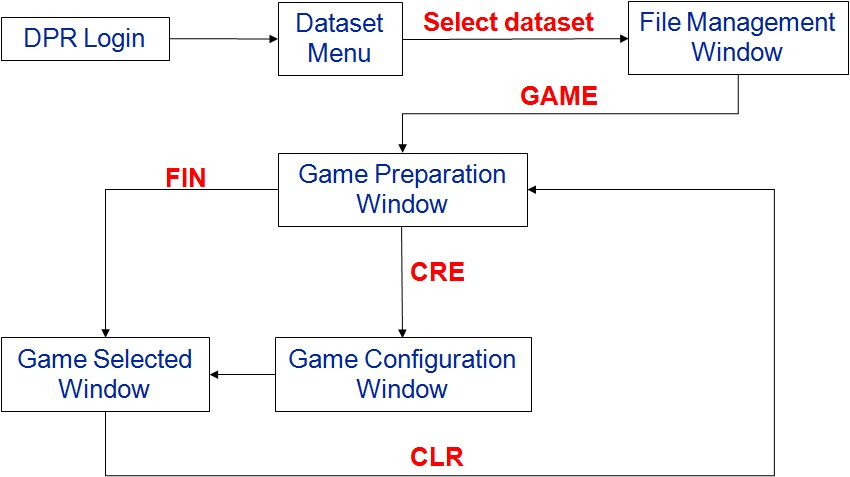 DPR Login
Dataset
Menu
Select dataset
File Management
Window
GAME
Game Preparation
Window
FIN
CRE
Game Selected
Window
Game Configuration
Window
CLR